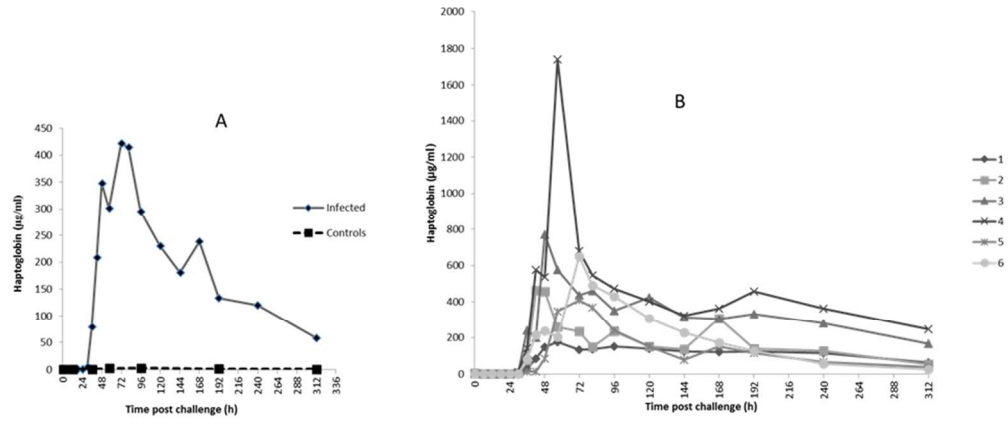 A
450
400
350
300
250
200
150
100
50
0
Haptoglobin (µg/ml)
0 24 48 72 96 120 144 168 192 216 240 264 288 312 336
Time post challenge (h)
Infected
Controls
B
2000
1800
1600
1400
1200
1000
800
600
400
200
0
Haptoglobin (µg/ml)
0 24 48 72 96 120 144 168 192 216 240 264 288 312
Time post challenge (h)
1
2
3
4
5
6